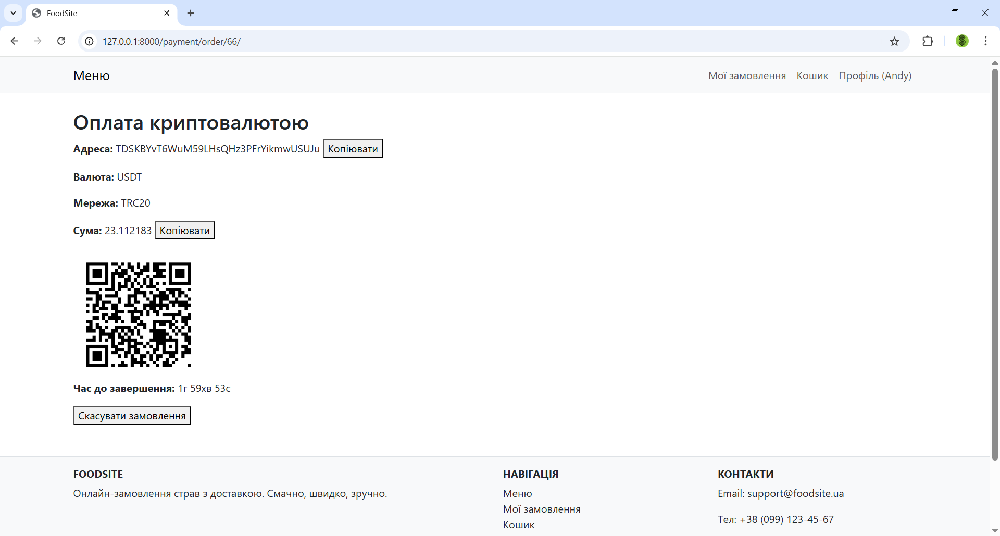 FoodSite
127.0.0.1:8000/payment/order/66/
Меню
Мої замовлення Кошик Профіль (Andy)
Оплата криптовалютою
Адреса: TDSKBYvT6WuM59LHsQHz3PFrYikmwUSUJu Копіювати
Валюта: USDT
Мережа: TRC20
Сума: 23.112183 Копіювати
Час до завершення: 1г 59хв 53с
Скасувати замовлення
FOODSITE
Онлайн-замовлення страв з доставкою. Смачно, швидко, зручно.
НАВІГАЦІЯ
Меню
Мої замовлення
Кошик
КОНТАКТИ
Email: support@foodsite.ua
Тел: +38 (099) 123-45-67